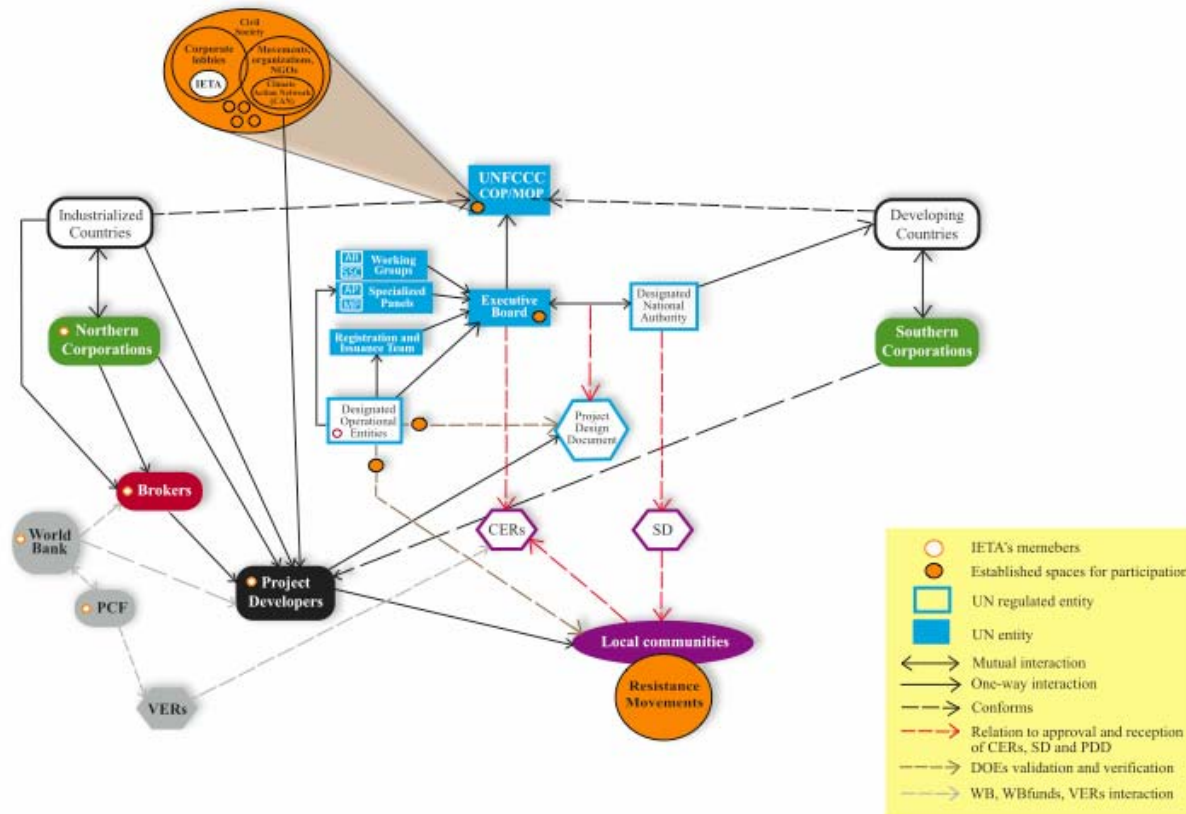 Civil
Society
Corporate
lobbies
IETA
Movements,
organizations,
NGOs
Climate
Action Network
(CAN)
UNFCCC
COP/MOP
Industrialized
Countries
Developing
Countries
AR
SSC
Working
Groups
AP
MP
Specialized
Panels
Executive
Board
Designated
National
Authority
Registration and
Issuance Team
Northern
Corporations
Southern
Corporations
Designated
Operational
Entities
Project
Design
Document
Brokers
World
Bank
CERs
SD
PCF
Project
Developers
VERs
Local communities
Resistance
Movements
IETA's memebers
Established spaces for participation
UN regulated entity
UN entity
Mutual interaction
One-way interaction
Conforms
Relation to approval and reception
of CERs, SD and PDD
DOEs validation and verification
WB, WBfunds, VERs interaction